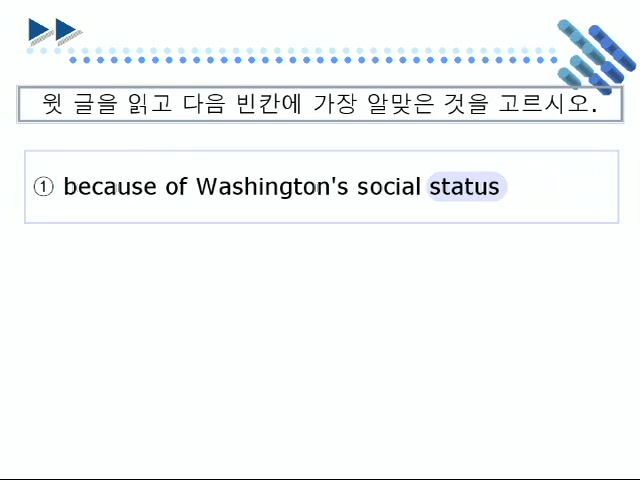 윗 글을 읽고 다음 빈칸에 가장 알맞은 것을 고르시오.
① because of Washington's social status